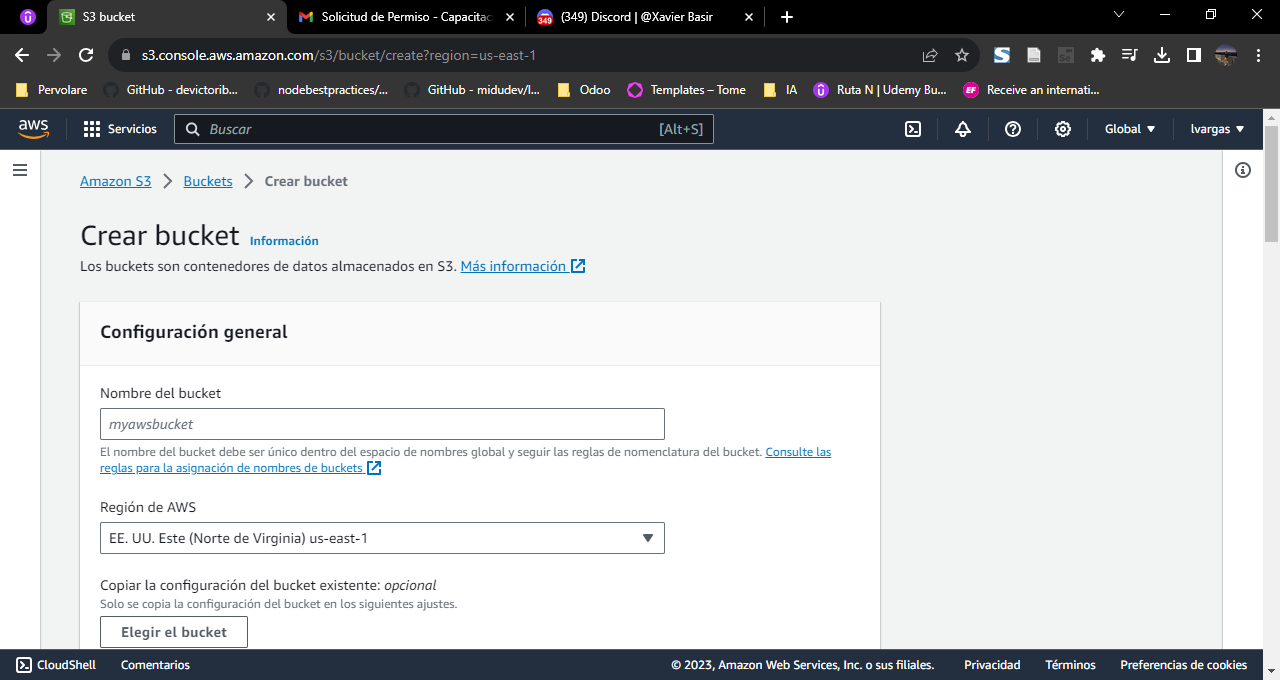 S3 bucket
Solicitud de Permiso - Capacitac
349
(349) Discord | @Xavier Basir
s3.console.aws.amazon.com/s3/bucket/create?region=us-east-1
Pervolare
GitHub - devictorib...
nodebestpractices/...
GitHub - midudev/l...
Odoo
Templates – Tome
IA
Ruta N | Udemy Bu...
EF
Receive an internati...
aws
Servicios
Buscar
[Alt+S]
Global
lvargas
Amazon S3
Buckets
Crear bucket
Crear bucket
Información
Los buckets son contenedores de datos almacenados en S3. Más información
Configuración general
Nombre del bucket
myawsbucket
El nombre del bucket debe ser único dentro del espacio de nombres global y seguir las reglas de nomenclatura del bucket. Consulte las
reglas para la asignación de nombres de buckets
Región de AWS
EE. UU. Este (Norte de Virginia) us-east-1
Copiar la configuración del bucket existente: opcional
Solo se copia la configuración del bucket en los siguientes ajustes.
Elegir el bucket
CloudShell
Comentarios
© 2023, Amazon Web Services, Inc. o sus filiales.
Privacidad
Términos
Preferencias de cookies